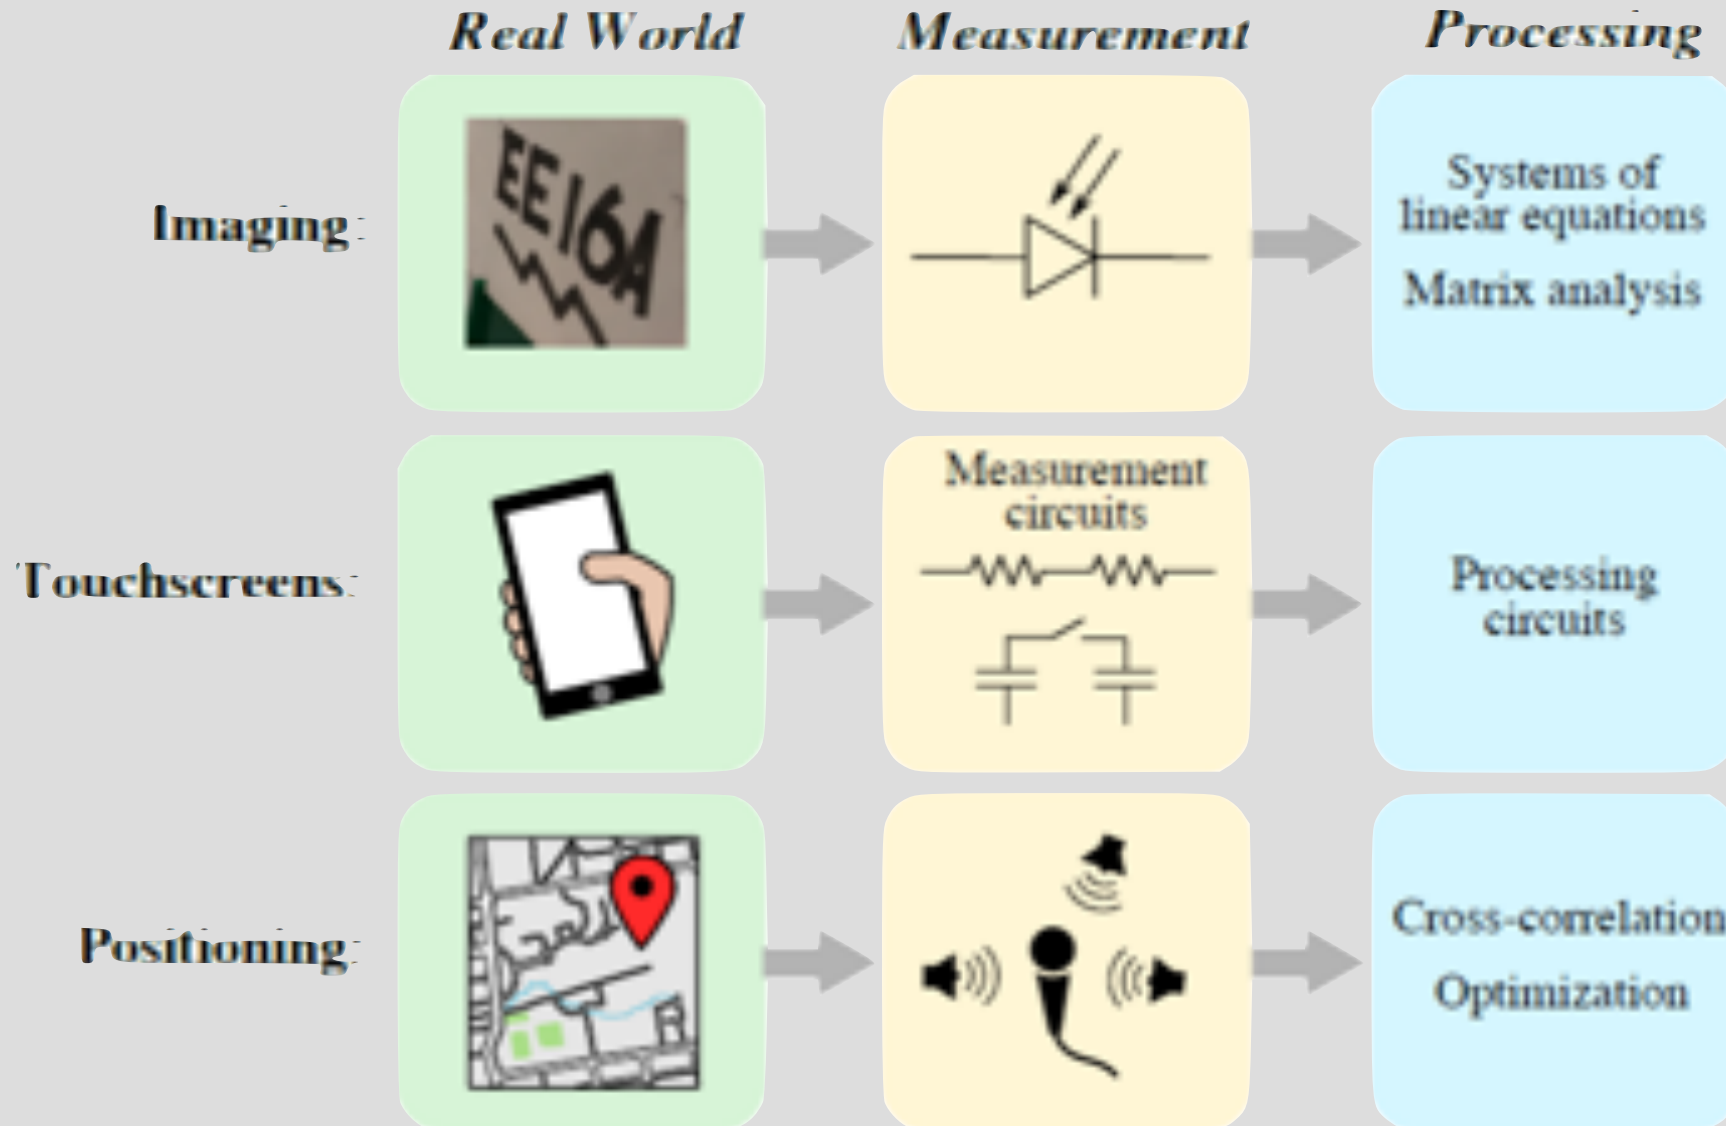 Real World Measurement Processing
Imaging:
EE16A
Systems of
linear equations
Matrix analysis
Touchscreens:
Measurement
circuits
Processing
circuits
Positioning:
Cross-correlation
Optimization